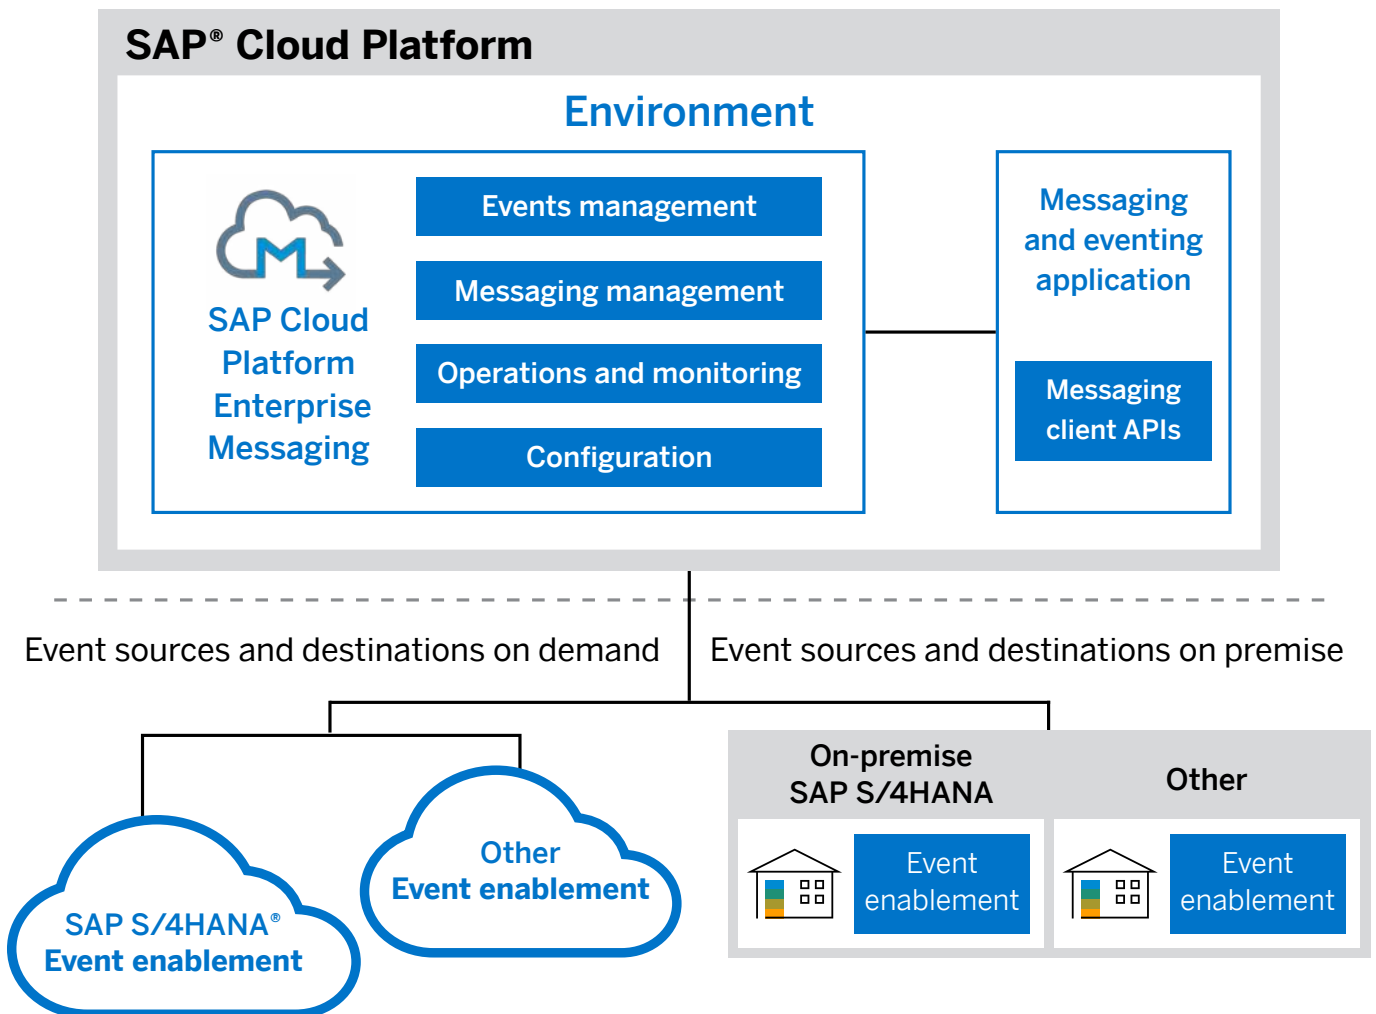 SAP® Cloud Platform
Environment
SAP Cloud
Platform
Enterprise
Messaging
Events management
Messaging management
Operations and monitoring
Configuration
Messaging
and eventing
application
Messaging
client APIs
Event sources and destinations on demand
Event sources and destinations on premise
SAP S/4HANA®
Event enablement
Other
Event enablement
On-premise
SAP S/4HANA
Event
enablement
Other
Event
enablement